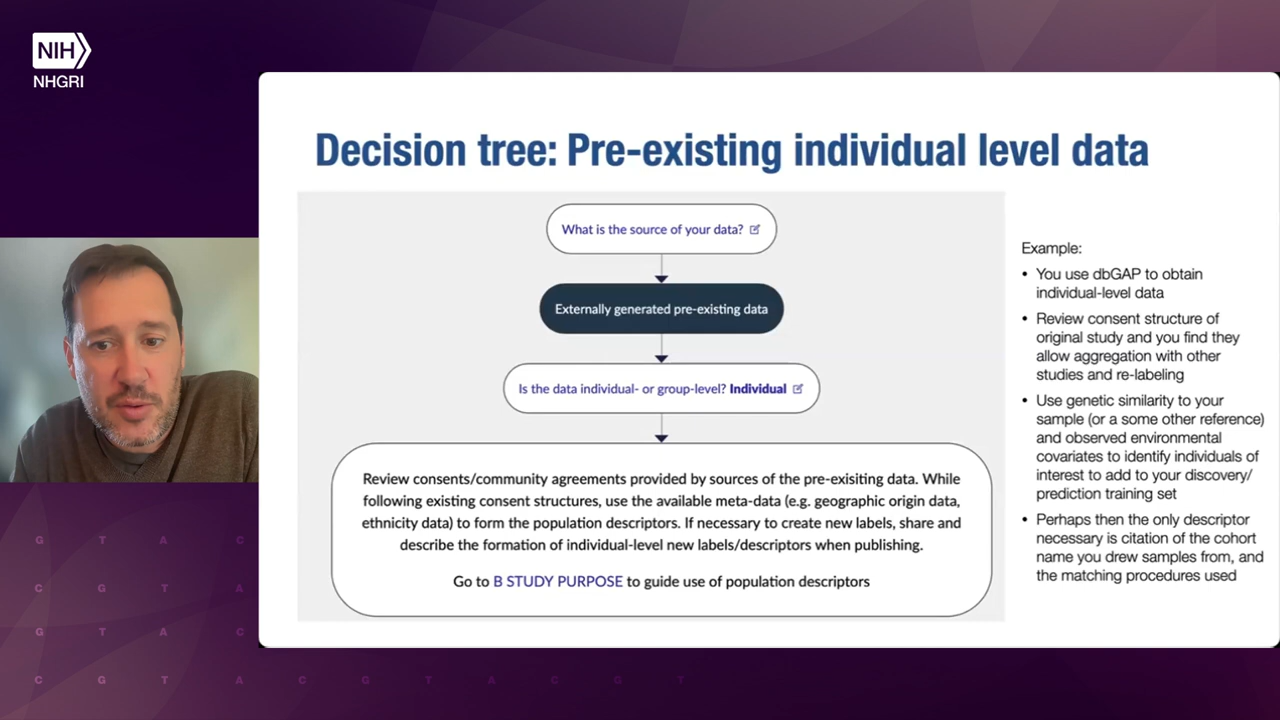 NIH
NHGRI
Decision tree: Pre-existing individual level data
What is the source of your data?
Externally generated pre-existing data
Is the data individual- or group-level? Individual
Review consents/community agreements provided by sources of the pre-exisiting data. While
following existing consent structures, use the available meta-data (e.g. geographic origin data,
ethnicity data) to form the population descriptors. If necessary to create new labels, share and
describe the formation of individual-level new labels/descriptors when publishing.
Go to B STUDY PURPOSE to guide use of population descriptors
Example:
• You use dbGAP to obtain
individual-level data
• Review consent structure of
original study and you find they
allow aggregation with other
studies and re-labeling
• Use genetic similarity to your
sample (or a some other reference)
and observed environmental
covariates to identify individuals of
interest to add to your discovery/
prediction training set
• Perhaps then the only descriptor
necessary is citation of the cohort
name you drew samples from, and
the matching procedures used
G T A C
C G T A
G T A C
C G T A C G T A C G T